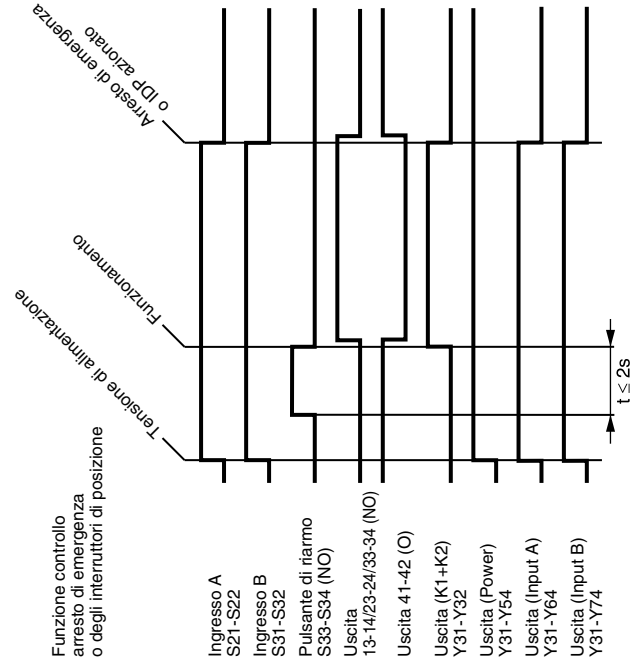 Funzione controllo
arresto di emergenza
o degli interruttori di posizione
Tensione di alimentazione
Funzionamento
Arresto di emergenza
o IDP azionato
Ingresso A
S21-S22
Ingresso B
S31-S32
Pulsante di riarmo
S33-S34 (NO)
Uscita
13-14/23-24/33-34 (NO)
Uscita 41-42 (O)
Uscita (K1+K2)
Y31-Y32
Uscita (Power)
Y31-Y54
Uscita (Input A)
Y31-Y64
Uscita (Input B)
Y31-Y74
t ≤ 2s